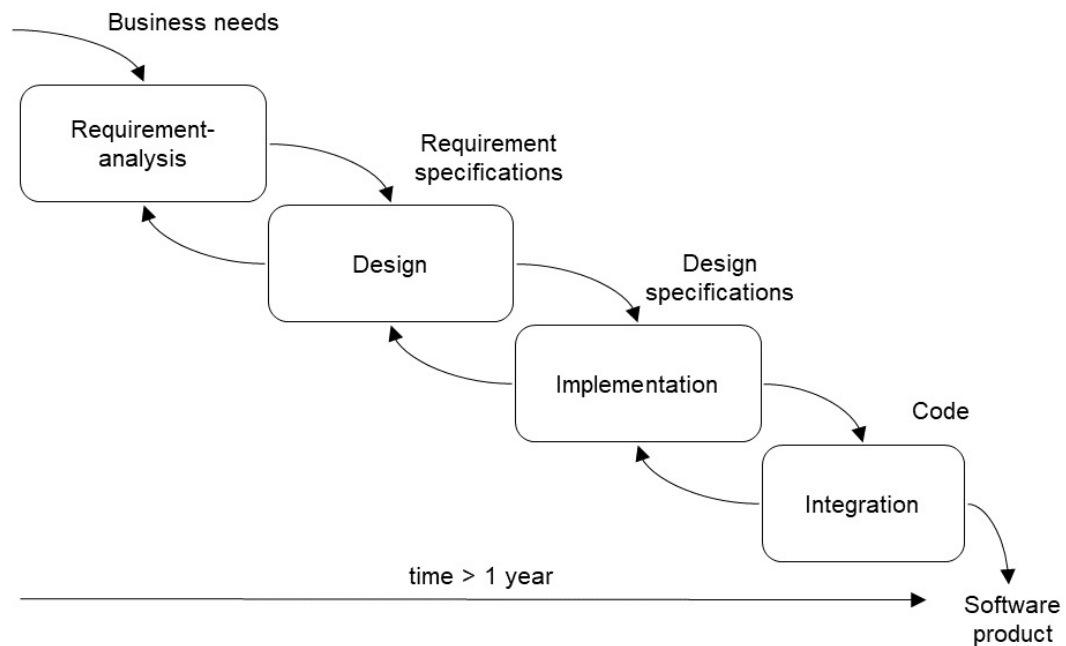 Business needs
Requirement-
analysis
Requirement
specifications
Design
Design
specifications
Implementation
Code
Integration
time > 1 year
Software
product